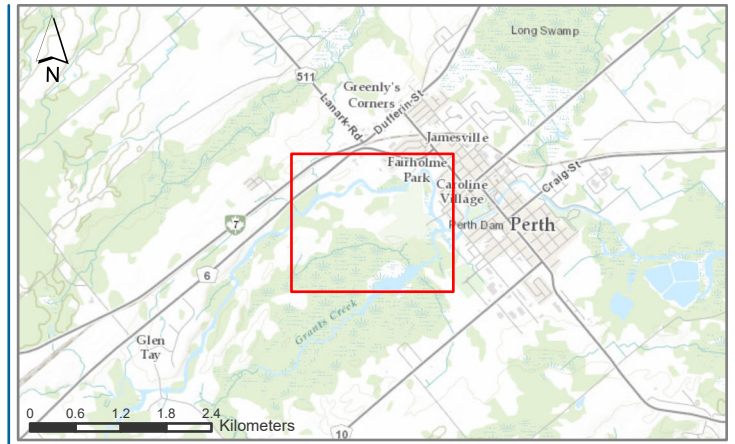 Long Swamp
N
511
Greenly's
Corners
Lanark-Rd
Dufferin-St
Jamesville
Fairholme
Park
Caroline
Village
Craig-St
Perth Dam
Perth
7
6
Grants Creek
Glen
Tay
0 0.6 1.2 1.8 2.4
Kilometers
10